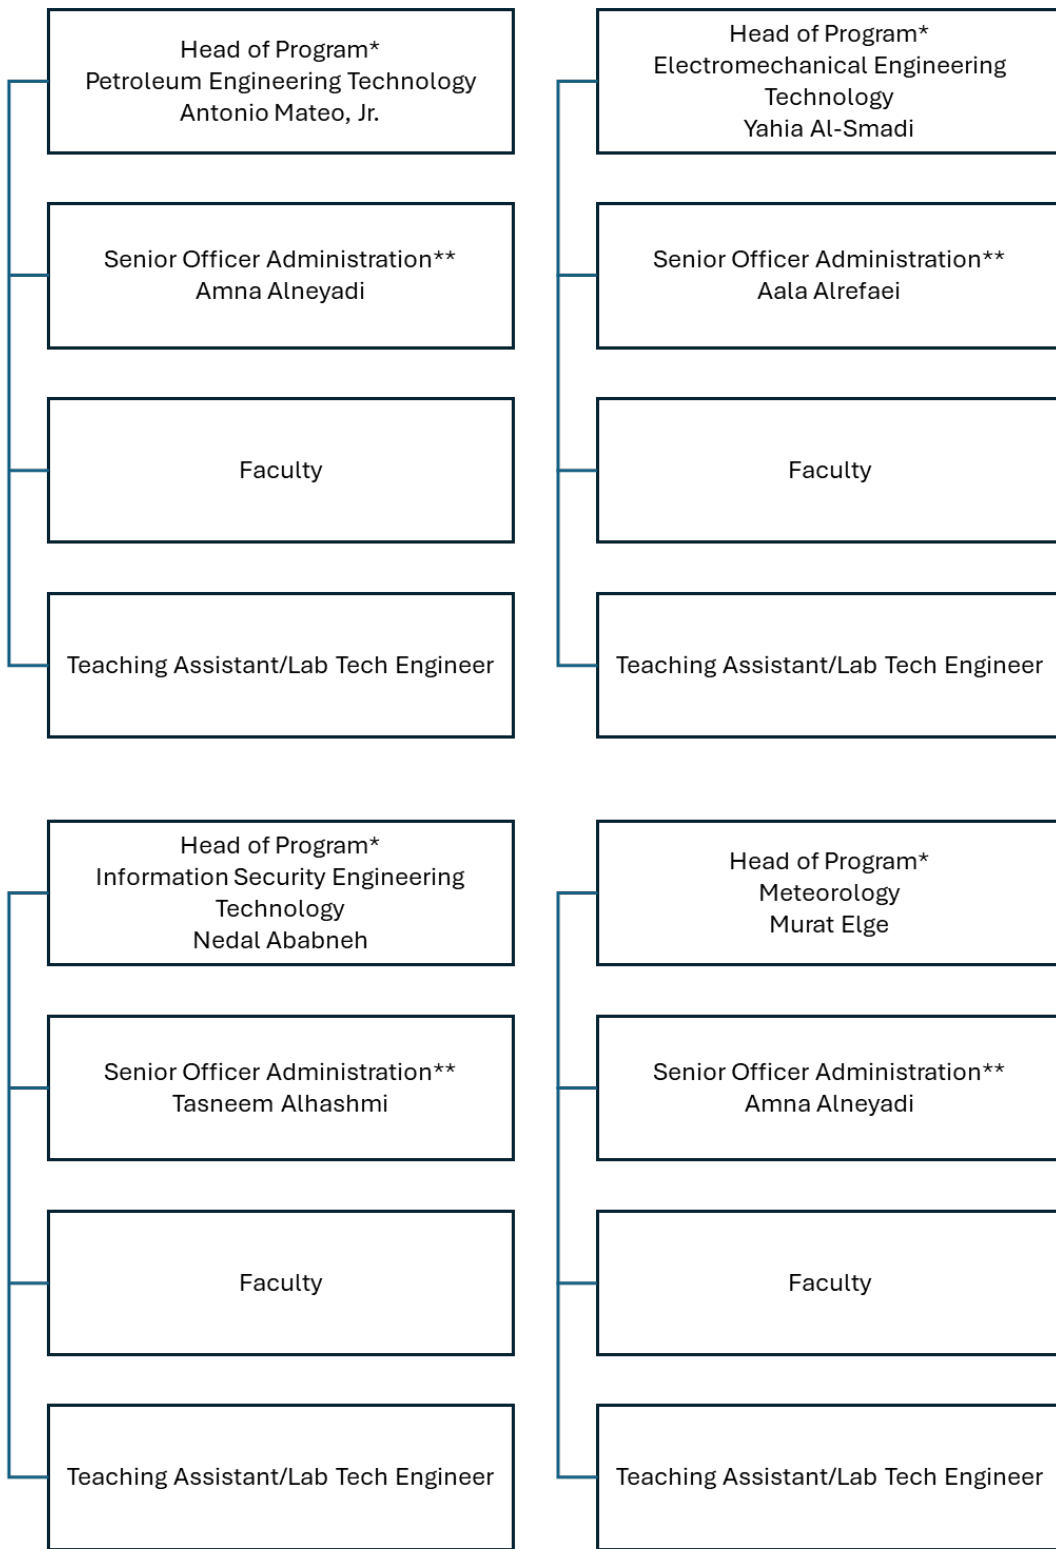 Head of Program*
Petroleum Engineering Technology
Antonio Mateo, Jr.
Senior Officer Administration**
Amna Alneyadi
Faculty
Teaching Assistant/Lab Tech Engineer
Head of Program*
Electromechanical Engineering
Technology
Yahia Al-Smadi
Senior Officer Administration**
Aala Alrefaei
Faculty
Teaching Assistant/Lab Tech Engineer
Head of Program*
Information Security Engineering
Technology
Nedal Ababneh
Senior Officer Administration**
Tasneem Alhashmi
Faculty
Teaching Assistant/Lab Tech Engineer
Head of Program*
Meteorology
Murat Elge
Senior Officer Administration**
Amna Alneyadi
Faculty
Teaching Assistant/Lab Tech Engineer